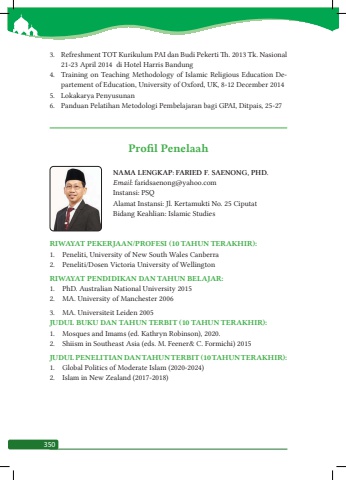 3. Refreshment TOT Kurikulum PAI dan Budi Pekerti Th. 2013 Tk. Nasional
21-23 April 2014 di Hotel Harris Bandung
4. Training on Teaching Methodology of Islamic Religious Education De-
partement of Education, University of Oxford, UK, 8-12 December 2014
5. Lokakarya Penyusunan
6. Panduan Pelatihan Metodologi Pembelajaran bagi GPAI, Ditpais, 25-27
Profil Penelaah
NAMA LENGKAP: FARIED F. SAENONG, PHD.
Email: faridsaenong@yahoo.com
Instansi: PSQ
Alamat Instansi: Jl. Kertamukti No. 25 Ciputat
Bidang Keahlian: Islamic Studies
RIWAYAT PEKERJAAN/PROFESI (10 TAHUN TERAKHIR):
1. Peneliti, University of New South Wales Canberra
2. Peneliti/Dosen Victoria University of Wellington
RIWAYAT PENDIDIKAN DAN TAHUN BELAJAR:
1. PhD. Australian National University 2015
2. MA. University of Manchester 2006
3. MA. Universiteit Leiden 2005
JUDUL BUKU DAN TAHUN TERBIT (10 TAHUN TERAKHIR):
1. Mosques and Imams (ed. Kathryn Robinson), 2020.
2. Shiism in Southeast Asia (eds. M. Feener& C. Formichi) 2015
JUDUL PENELITIAN DAN TAHUN TERBIT (10 TAHUN TERAKHIR):
1. Global Politics of Moderate Islam (2020-2024)
2. Islam in New Zealand (2017-2018)
350